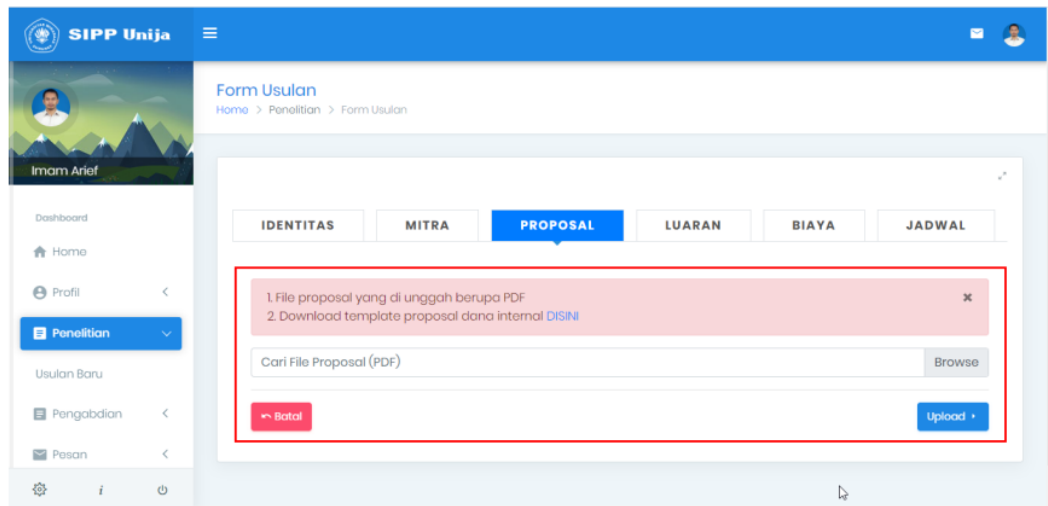 SIPP Unija
Imam Arief
Dashboard
Home
Profil
Penelitian
Usulan Baru
Pengabdian
Pesan
Form Usulan
Home > Penelitian > Form Usulan
IDENTITAS MITRA PROPOSAL LUARAN BIAYA JADWAL
1. File proposal yang di unggah berupa PDF
2. Download template proposal dana internal DISINI
Cari File Proposal (PDF) Browse
Batal Upload